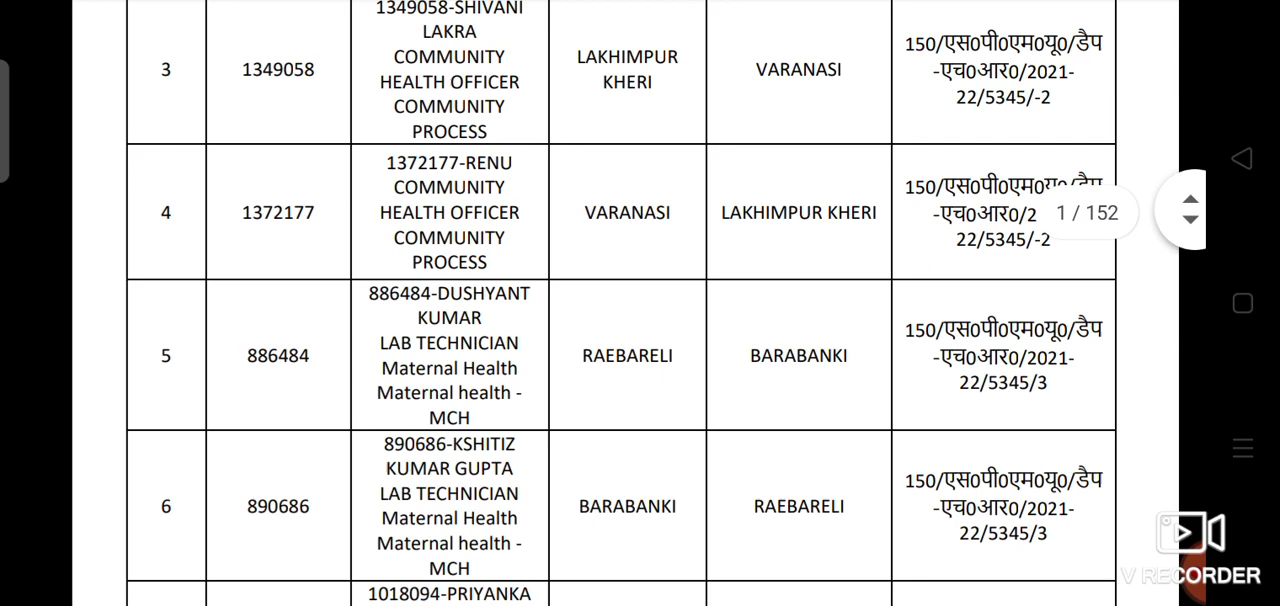 3
1349058
1349058-SHIVANI
LAKRA
COMMUNITY
HEALTH OFFICER
COMMUNITY
PROCESS
LAKHIMPUR
KHERI
VARANASI
150/एस0पी0एम0यू0/डैप
-एच0आर0/2021-
22/5345/-2
4
1372177
1372177-RENU
COMMUNITY
HEALTH OFFICER
COMMUNITY
PROCESS
VARANASI
LAKHIMPUR KHERI
150/एस0पी0एम0यू0/डैप
-एच0आर0/2
22/5345/-2
1 / 152
5
886484
886484-DUSHYANT
KUMAR
LAB TECHNICIAN
Maternal Health
Maternal health -
MCH
RAEBARELI
BARABANKI
150/एस0पी0एम0यू0/डैप
-एच0आर0/2021-
22/5345/3
6
890686
890686-KSHITIZ
KUMAR GUPTA
LAB TECHNICIAN
Maternal Health
Maternal health -
MCH
BARABANKI
RAEBARELI
150/एस0पी0एम0यू0/डैप
-एच0आर0/2021-
22/5345/3
1018094-PRIYANKA
V RECORDER